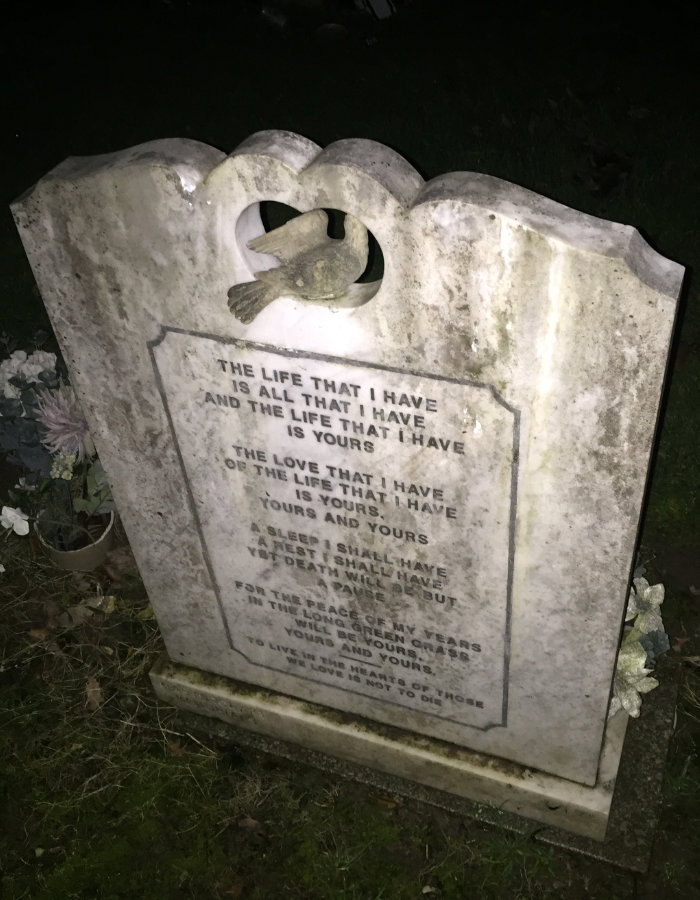 THE LIFE THAT I HAVE
IS ALL THAT I HAVE
AND THE LIFE THAT I HAVE
IS YOURS
THE LOVE THAT I HAVE
OF THE LIFE THAT I HAVE
IS YOURS.
YOURS AND YOURS
A SLEEP I SHALL HAVE
A REST I SHALL HAVE
YET DEATH WILL BE BUT
A PAUSE
FOR THE PEACE OF MY YEARS
IN THE LONG GREEN GRASS
WILL BE YOURS.
YOURS AND YOURS.
TO LIVE IN THE HEARTS OF THOSE
WE LOVE IS NOT TO DIE